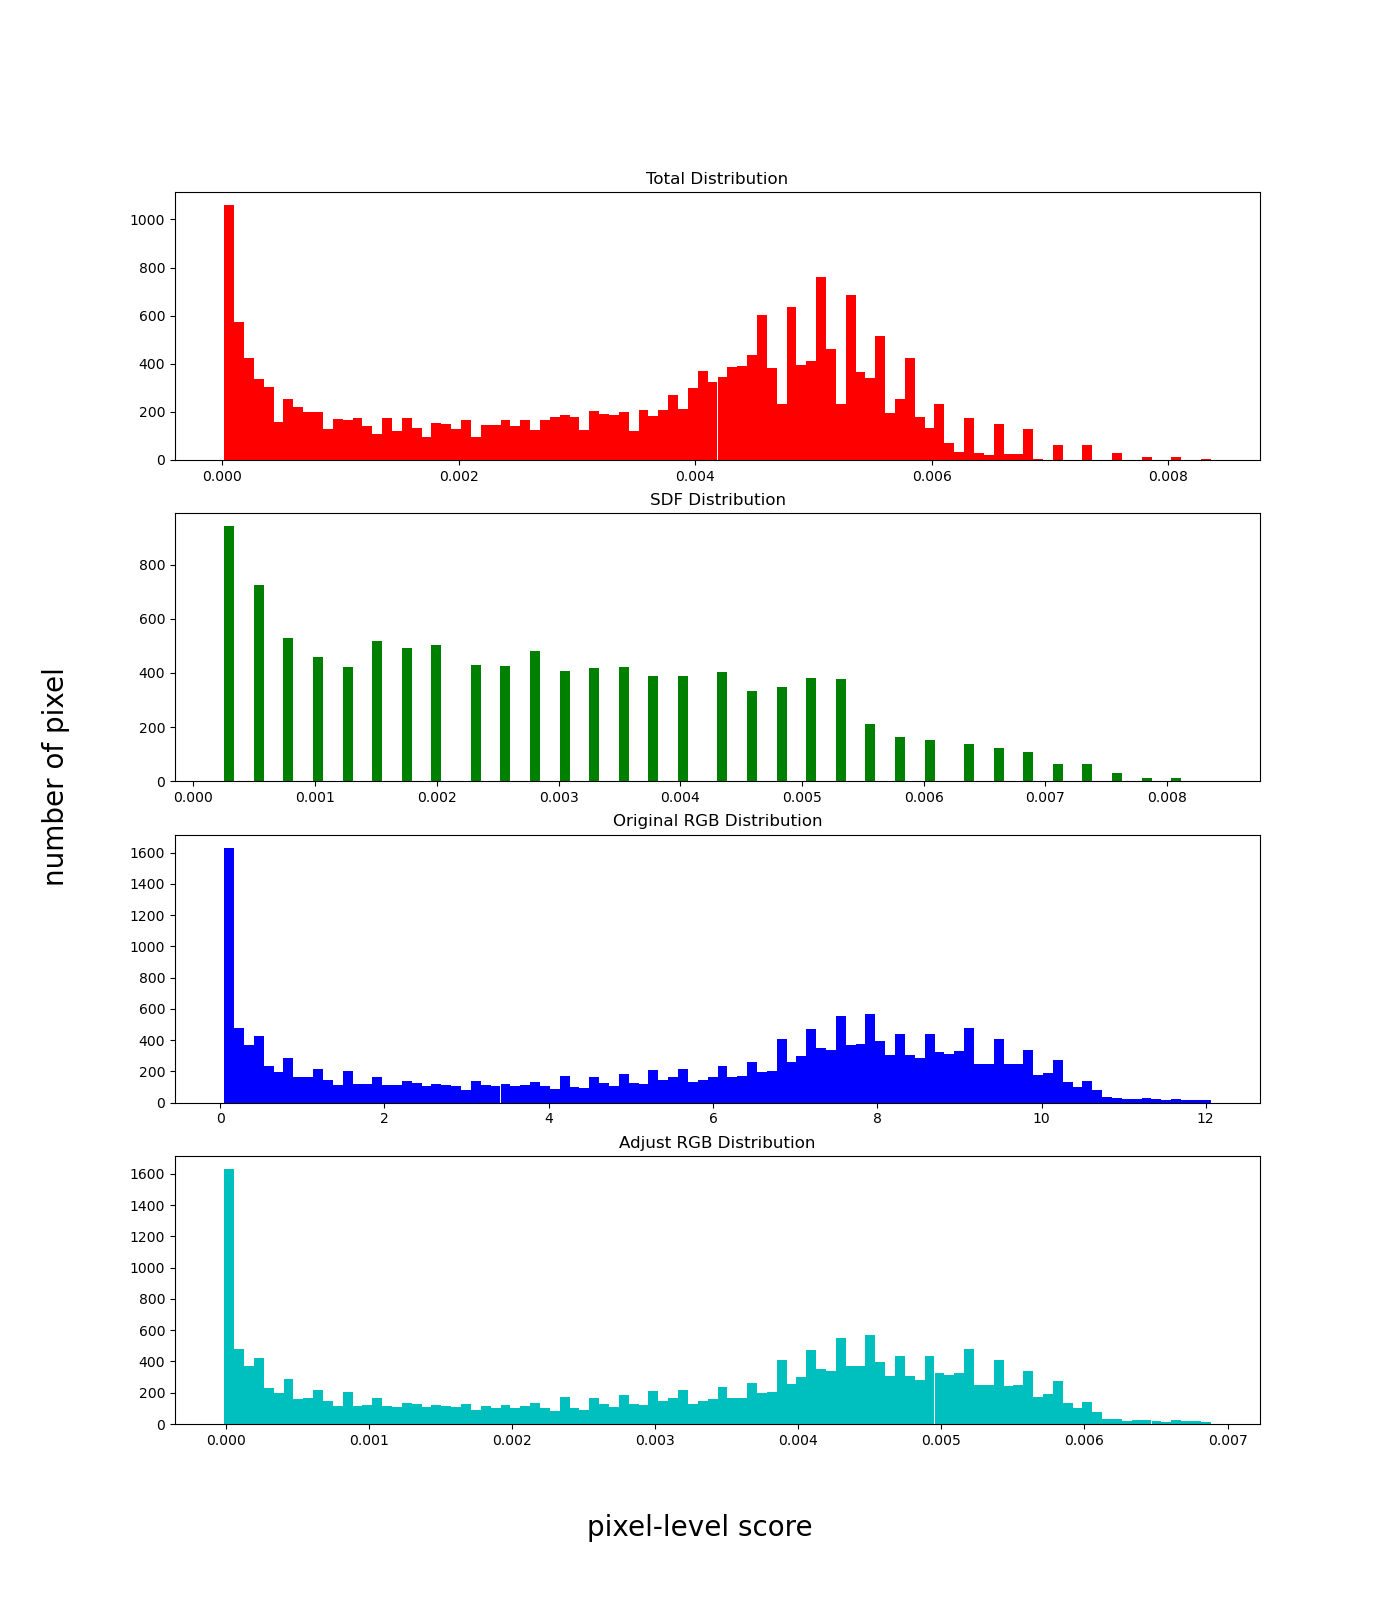 Total Distribution
1000
800
600
400
200
0
0.000 0.002 0.004 0.006 0.008
SDF Distribution
800
600
400
200
0
0.000 0.001 0.002 0.003 0.004 0.005 0.006 0.007 0.008
number of pixel
Original RGB Distribution
1600
1400
1200
1000
800
600
400
200
0
0 2 4 6 8 10 12
Adjust RGB Distribution
1600
1400
1200
1000
800
600
400
200
0
0.000 0.001 0.002 0.003 0.004 0.005 0.006 0.007
pixel-level score